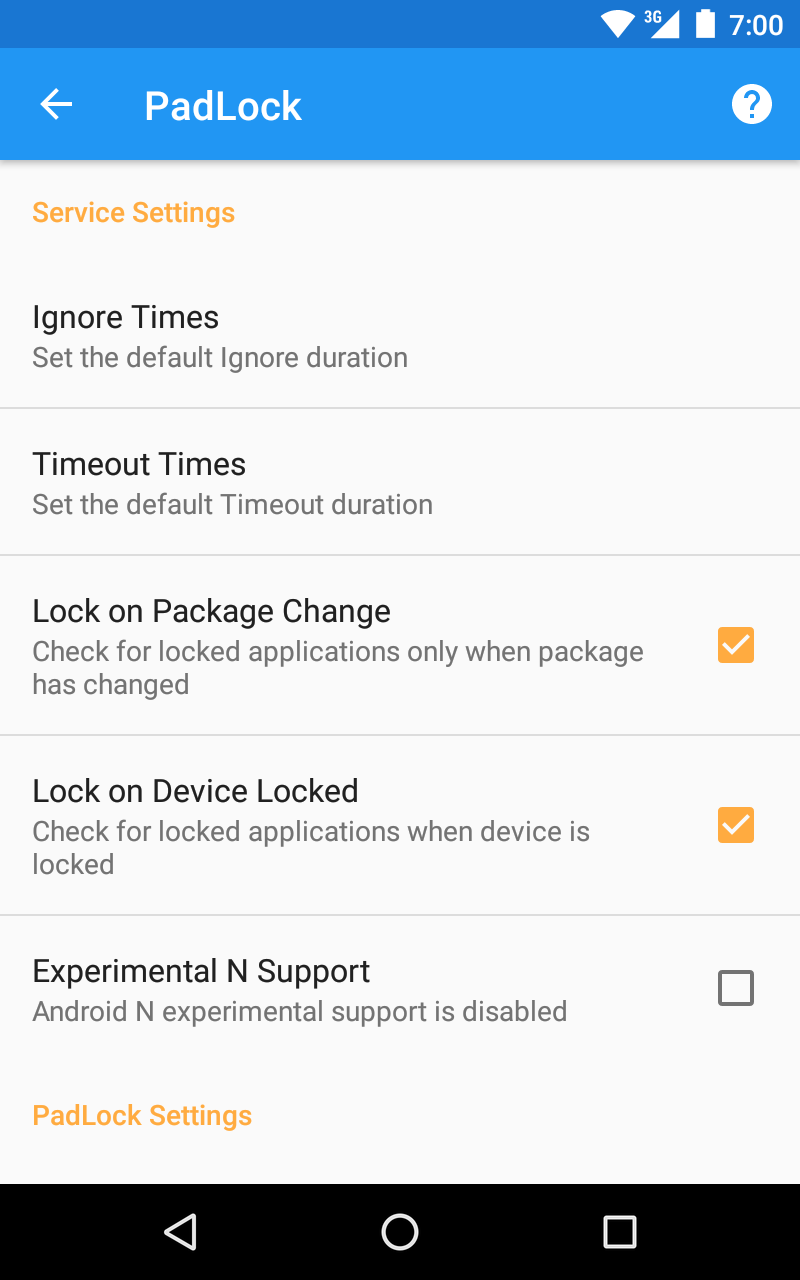 3G 7:00
PadLock
Service Settings
Ignore Times
Set the default Ignore duration
Timeout Times
Set the default Timeout duration
Lock on Package Change
Check for locked applications only when package
has changed
Lock on Device Locked
Check for locked applications when device is
locked
Experimental N Support
Android N experimental support is disabled
PadLock Settings